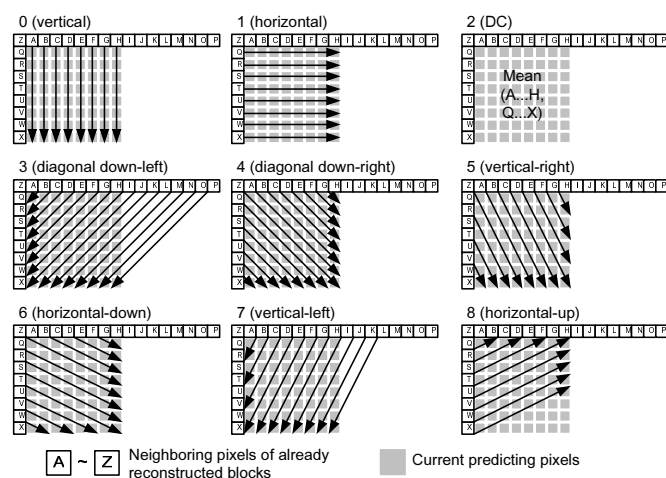 0 (vertical) 1 (horizontal) 2 (DC)
Z A B C D E F G H I J K L M N O P Z A B C D E F G H I J K L M N O P Z A B C D E F G H I J K L M N O P
Q Q Q
R R R
S S S
T T T
U U U
V V V
W W W
X X X
Mean
(A...H,
Q...X)
3 (diagonal down-left) 4 (diagonal down-right) 5 (vertical-right)
Z A B C D E F G H I J K L M N O P Z A B C D E F G H I J K L M N O P Z A B C D E F G H I J K L M N O P
Q Q Q
R R R
S S S
T T T
U U U
V V V
W W W
X X X
6 (horizontal-down) 7 (vertical-left) 8 (horizontal-up)
Z A B C D E F G H I J K L M N O P Z A B C D E F G H I J K L M N O P Z A B C D E F G H I J K L M N O P
Q Q Q
R R R
S S S
T T T
U U U
V V V
W W W
X X X
A ~ Z Neighboring pixels of already
reconstructed blocks
Current predicting pixels